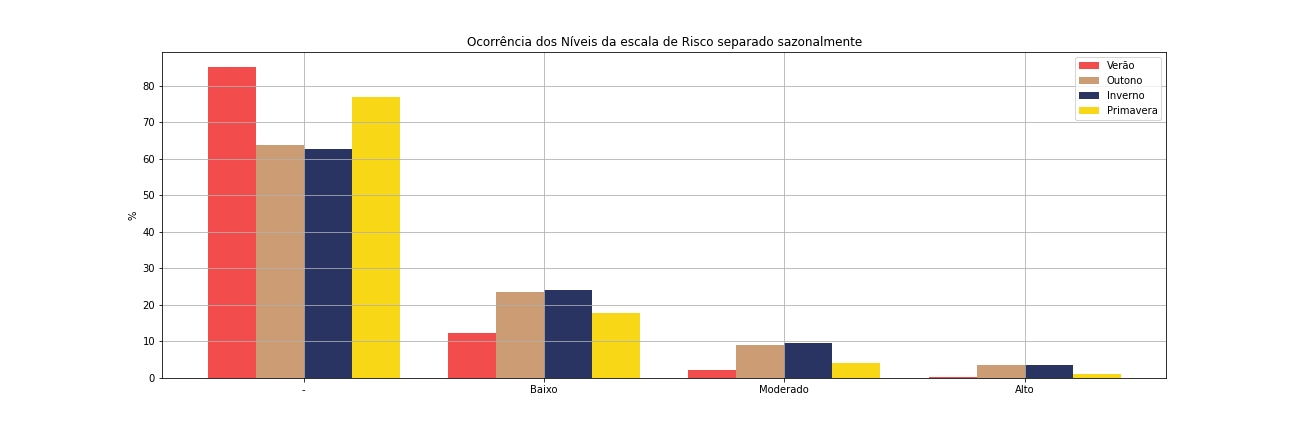 Ocorrência dos Níveis da escala de Risco separado sazonalmente
Verão
Outono
Inverno
Primavera
%
80
70
60
50
40
30
20
10
0
-
Baixo
Moderado
Alto